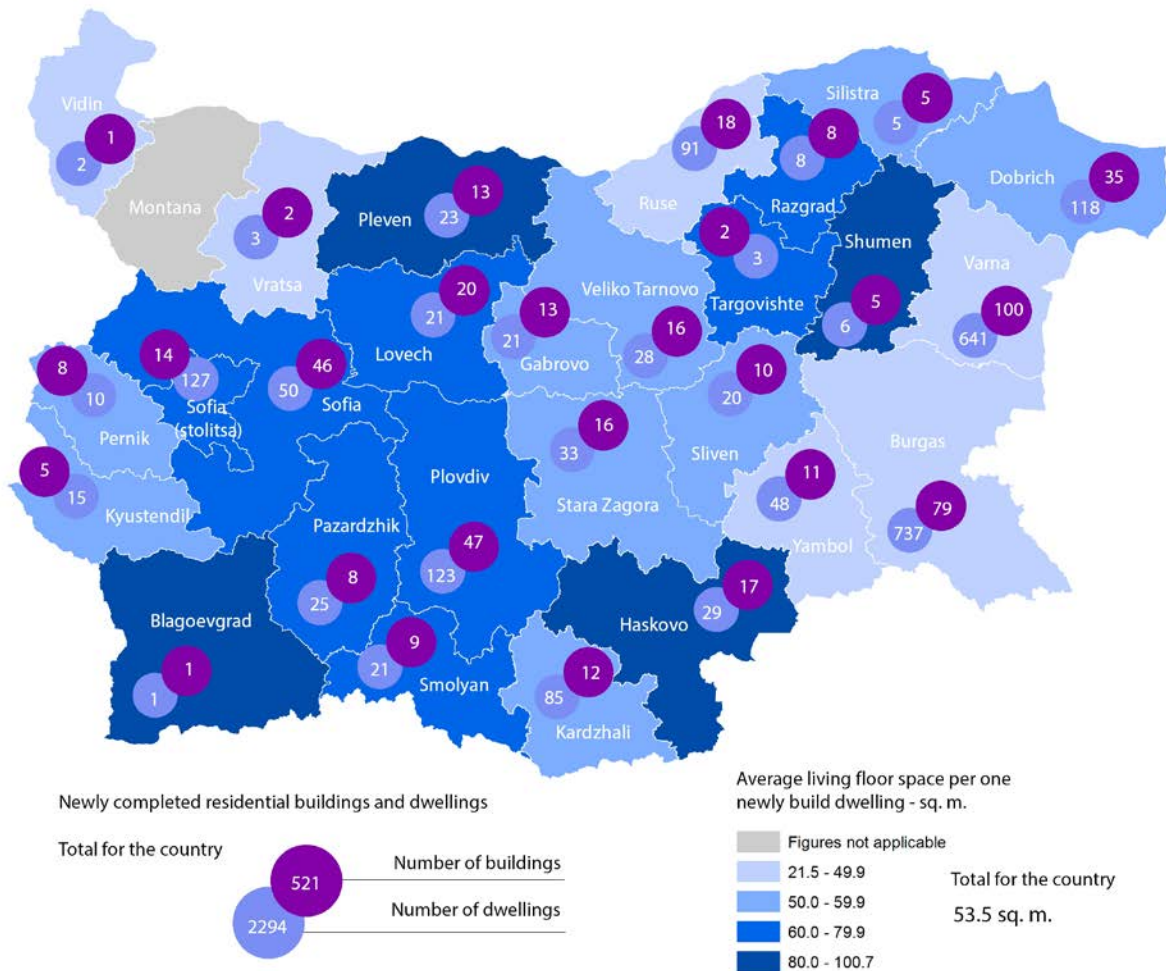 Vidin
1
2
Montana
2
3
Vratsa
13
Pleven
23
18
91
Ruse
8
8
Razgrad
Silistra
5
5
Dobrich
35
118
2
3
Targovishte
Shumen
5
6
Varna
100
641
20
21
Lovech
Veliko Tarnovo
16
28
13
21
Gabrovo
14
127
Sofia
(stolitsa)
46
50
Sofia
8
10
Pernik
5
15
Kyustendil
10
20
Sliven
16
33
Stara Zagora
Burgas
79
737
11
48
Yambol
Plovdiv
47
123
Pazardzhik
8
25
Blagoevgrad
1
1
9
21
Smolyan
17
29
Haskovo
12
85
Kardzhali
Newly completed residential buildings and dwellings
Total for the country
521
Number of buildings
2294
Number of dwellings
Average living floor space per one
newly build dwelling - sq. m.
Figures not applicable
21.5 - 49.9
50.0 - 59.9
60.0 - 79.9
80.0 - 100.7
Total for the country
53.5 sq. m.